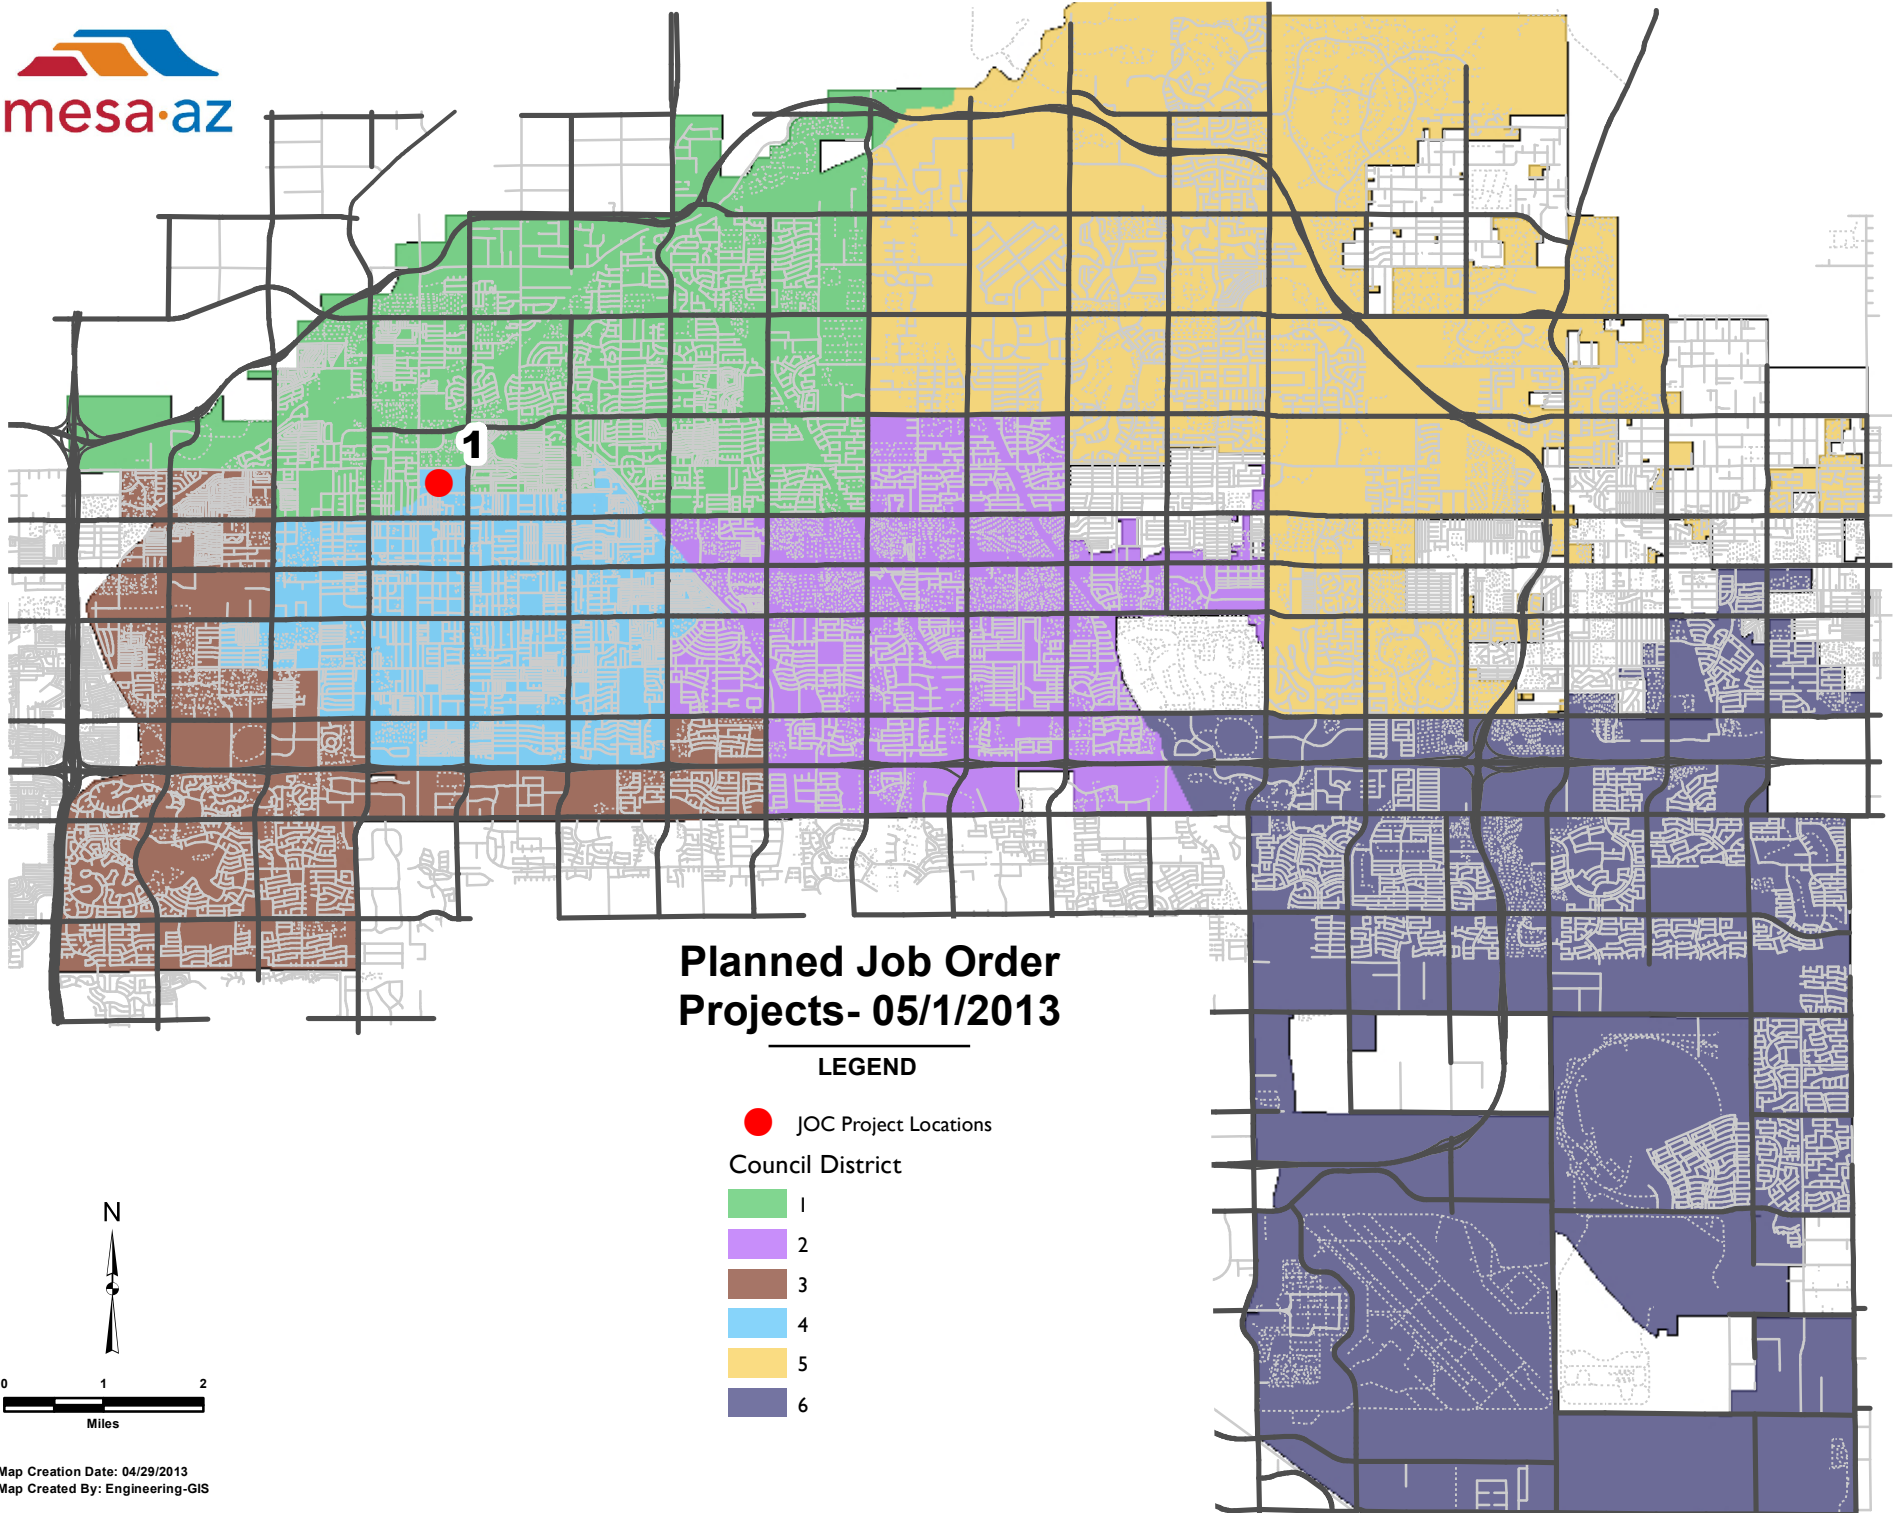 mesa·az
1
Planned Job Order
Projects- 05/1/2013
LEGEND
JOC Project Locations
Council District
1
2
3
4
5
6
N
0 1 2
Miles
Map Creation Date: 04/29/2013
Map Created By: Engineering-GIS